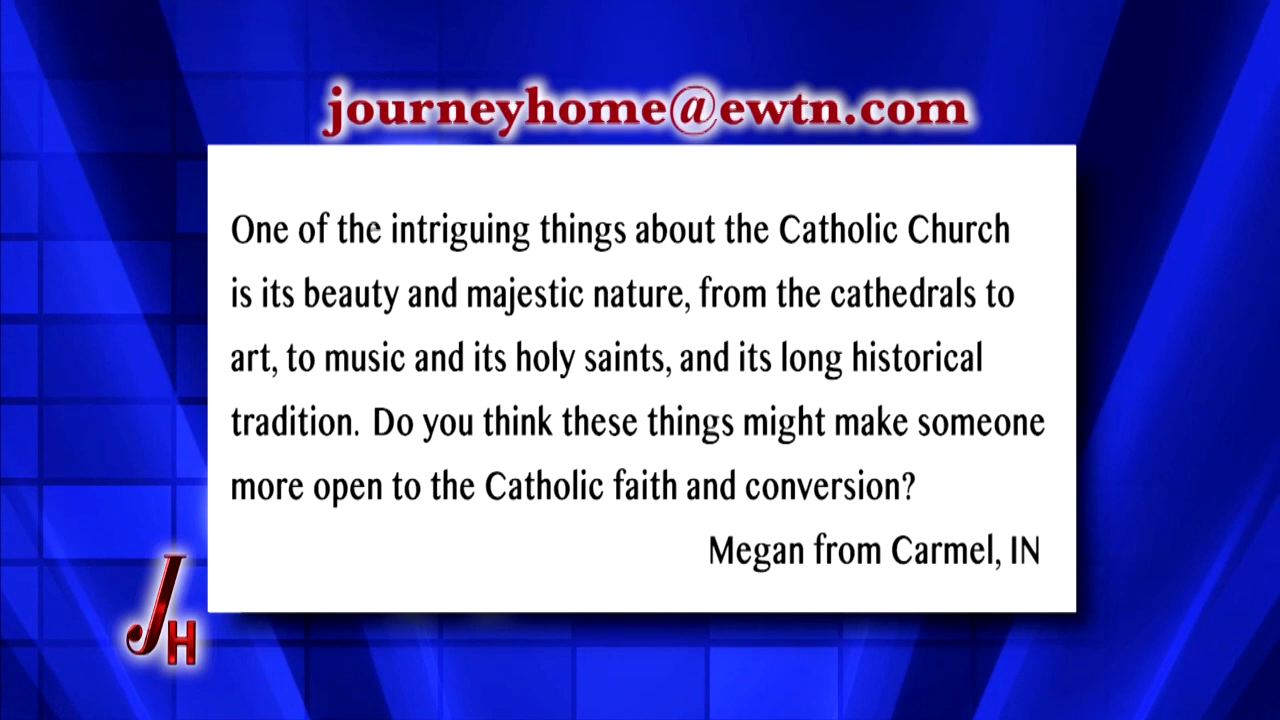 journeyhome@ewtn.com
One of the intriguing things about the Catholic Church
is its beauty and majestic nature, from the cathedrals to
art, to music and its holy saints, and its long historical
tradition. Do you think these things might make someone
more open to the Catholic faith and conversion?
Megan from Carmel, IN
JH